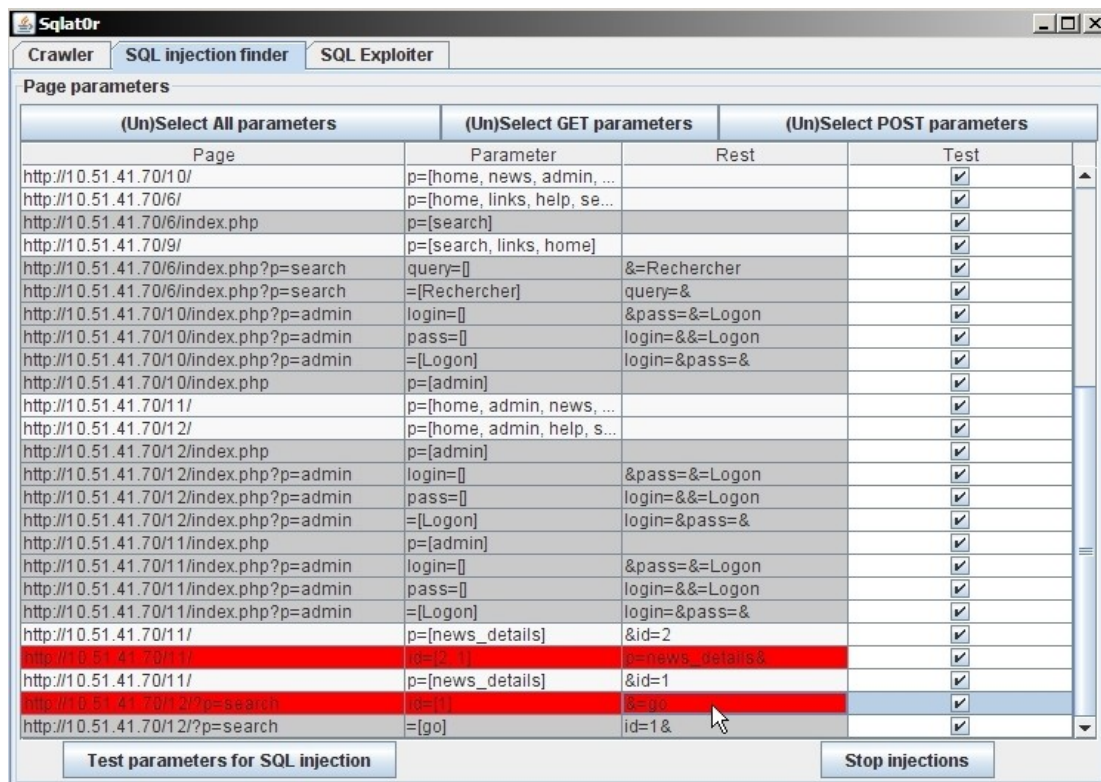 Sqlat0r
Crawler SQL injection finder SQL Exploiter
Page parameters
(Un)Select All parameters (Un)Select GET parameters (Un)Select POST parameters
Page Parameter Rest Test
http://10.51.41.70/10/ p=[home, news, admin, ...
http://10.51.41.70/6/ p=[home, links, help, se...
http://10.51.41.70/6/index.php p=[search]
http://10.51.41.70/9/ p=[search, links, home]
http://10.51.41.70/6/index.php?p=search query=[] &=Rechercher
http://10.51.41.70/6/index.php?p=search =[Rechercher] query=&
http://10.51.41.70/10/index.php?p=admin login=[] &pass=&=Logon
http://10.51.41.70/10/index.php?p=admin pass=[] login=&&=Logon
http://10.51.41.70/10/index.php?p=admin =[Logon] login=&pass=&
http://10.51.41.70/10/index.php p=[admin]
http://10.51.41.70/11/ p=[home, admin, news, ...
http://10.51.41.70/12/ p=[home, admin, help, s...
http://10.51.41.70/12/index.php p=[admin]
http://10.51.41.70/12/index.php?p=admin login=[] &pass=&=Logon
http://10.51.41.70/12/index.php?p=admin pass=[] login=&&=Logon
http://10.51.41.70/12/index.php?p=admin =[Logon] login=&pass=&
http://10.51.41.70/11/index.php p=[admin]
http://10.51.41.70/11/index.php?p=admin login=[] &pass=&=Logon
http://10.51.41.70/11/index.php?p=admin pass=[] login=&&=Logon
http://10.51.41.70/11/index.php?p=admin =[Logon] login=&pass=&
http://10.51.41.70/11/ p=[news_details] &id=2
http://10.51.41.70/11/ id=[2, 1] p=news_details&
http://10.51.41.70/11/ p=[news_details] &id=1
http://10.51.41.70/12/?p=search id=[1] &=go
http://10.51.41.70/12/?p=search =[go] id=1&
Test parameters for SQL injection Stop injections